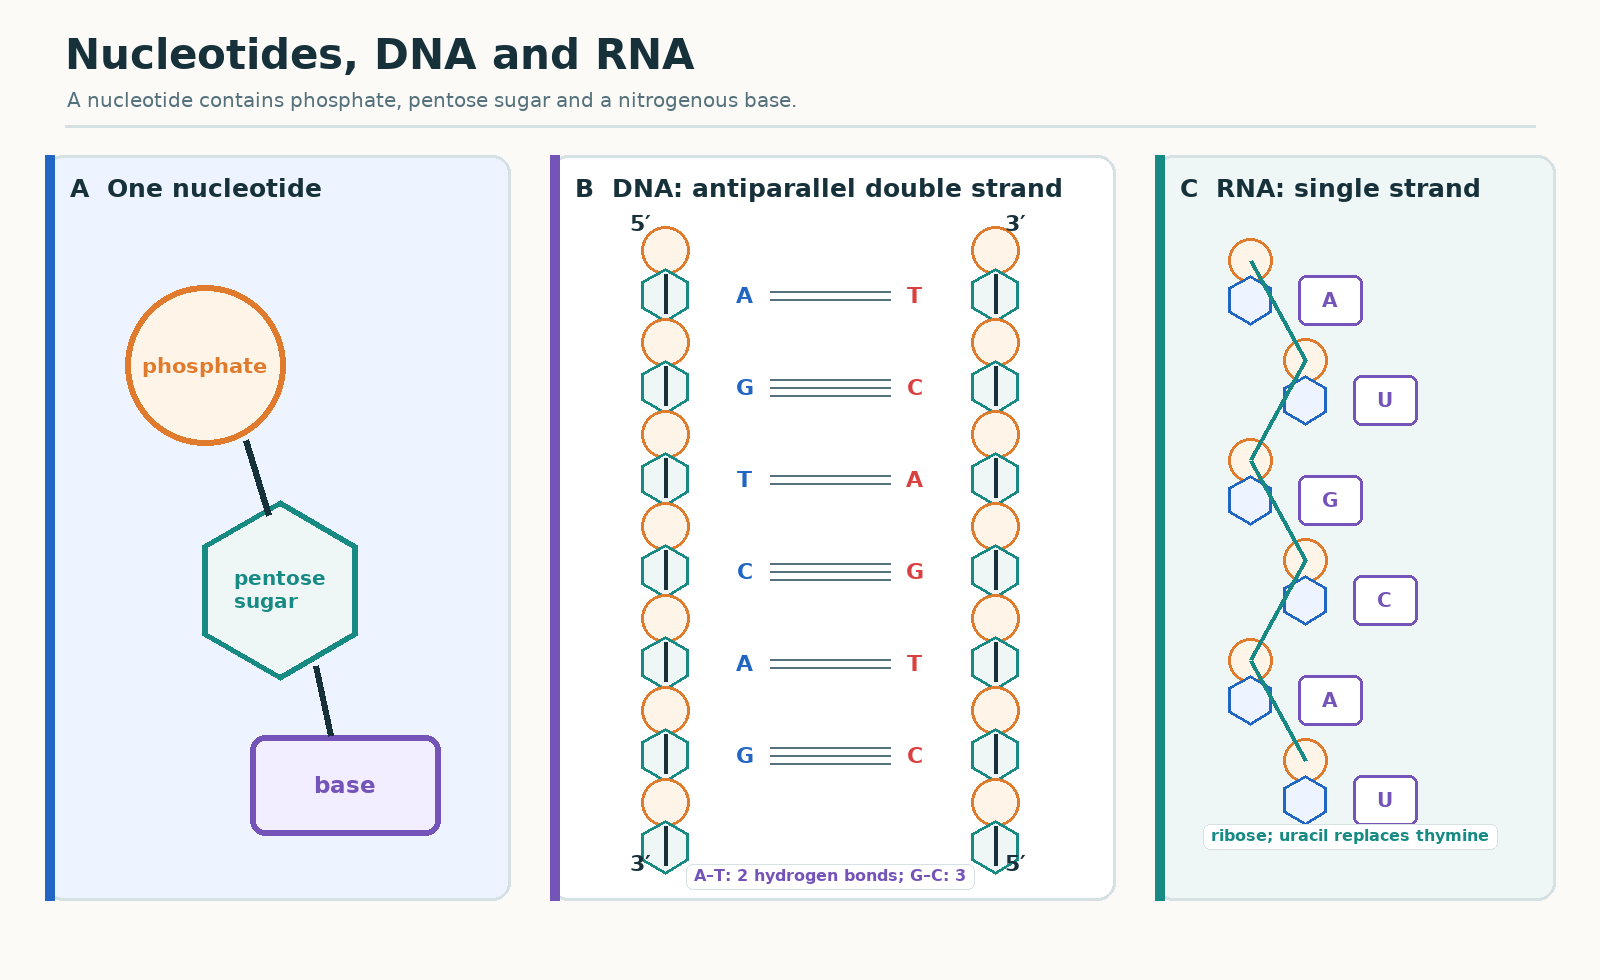 Nucleotides, DNA and RNA
A nucleotide contains phosphate, pentose sugar and a nitrogenous base.
A One nucleotide
phosphate
pentose
sugar
base
B DNA: antiparallel double strand
5′ 3′
A T
G C
T A
C G
A T
G C
3′ 5′
A–T: 2 hydrogen bonds; G–C: 3
C RNA: single strand
A
U
G
C
A
U
ribose; uracil replaces thymine